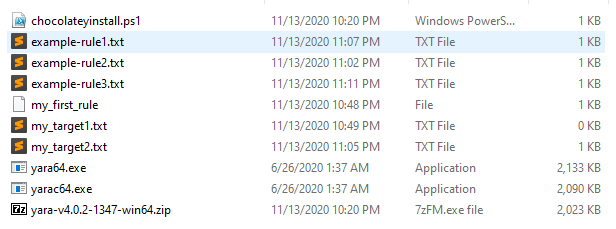 chocolateyinstall.ps1 11/13/2020 10:20 PM Windows PowerS... 1 KB
example-rule1.txt 11/13/2020 11:07 PM TXT File 1 KB
example-rule2.txt 11/13/2020 11:02 PM TXT File 1 KB
example-rule3.txt 11/13/2020 11:11 PM TXT File 1 KB
my_first_rule 11/13/2020 10:48 PM File 1 KB
my_target1.txt 11/13/2020 10:49 PM TXT File 0 KB
my_target2.txt 11/13/2020 11:05 PM TXT File 1 KB
yara64.exe 6/26/2020 1:37 AM Application 2,133 KB
yarac64.exe 6/26/2020 1:37 AM Application 2,090 KB
7z yara-v4.0.2-1347-win64.zip 11/13/2020 10:20 PM 7zFM.exe file 2,023 KB